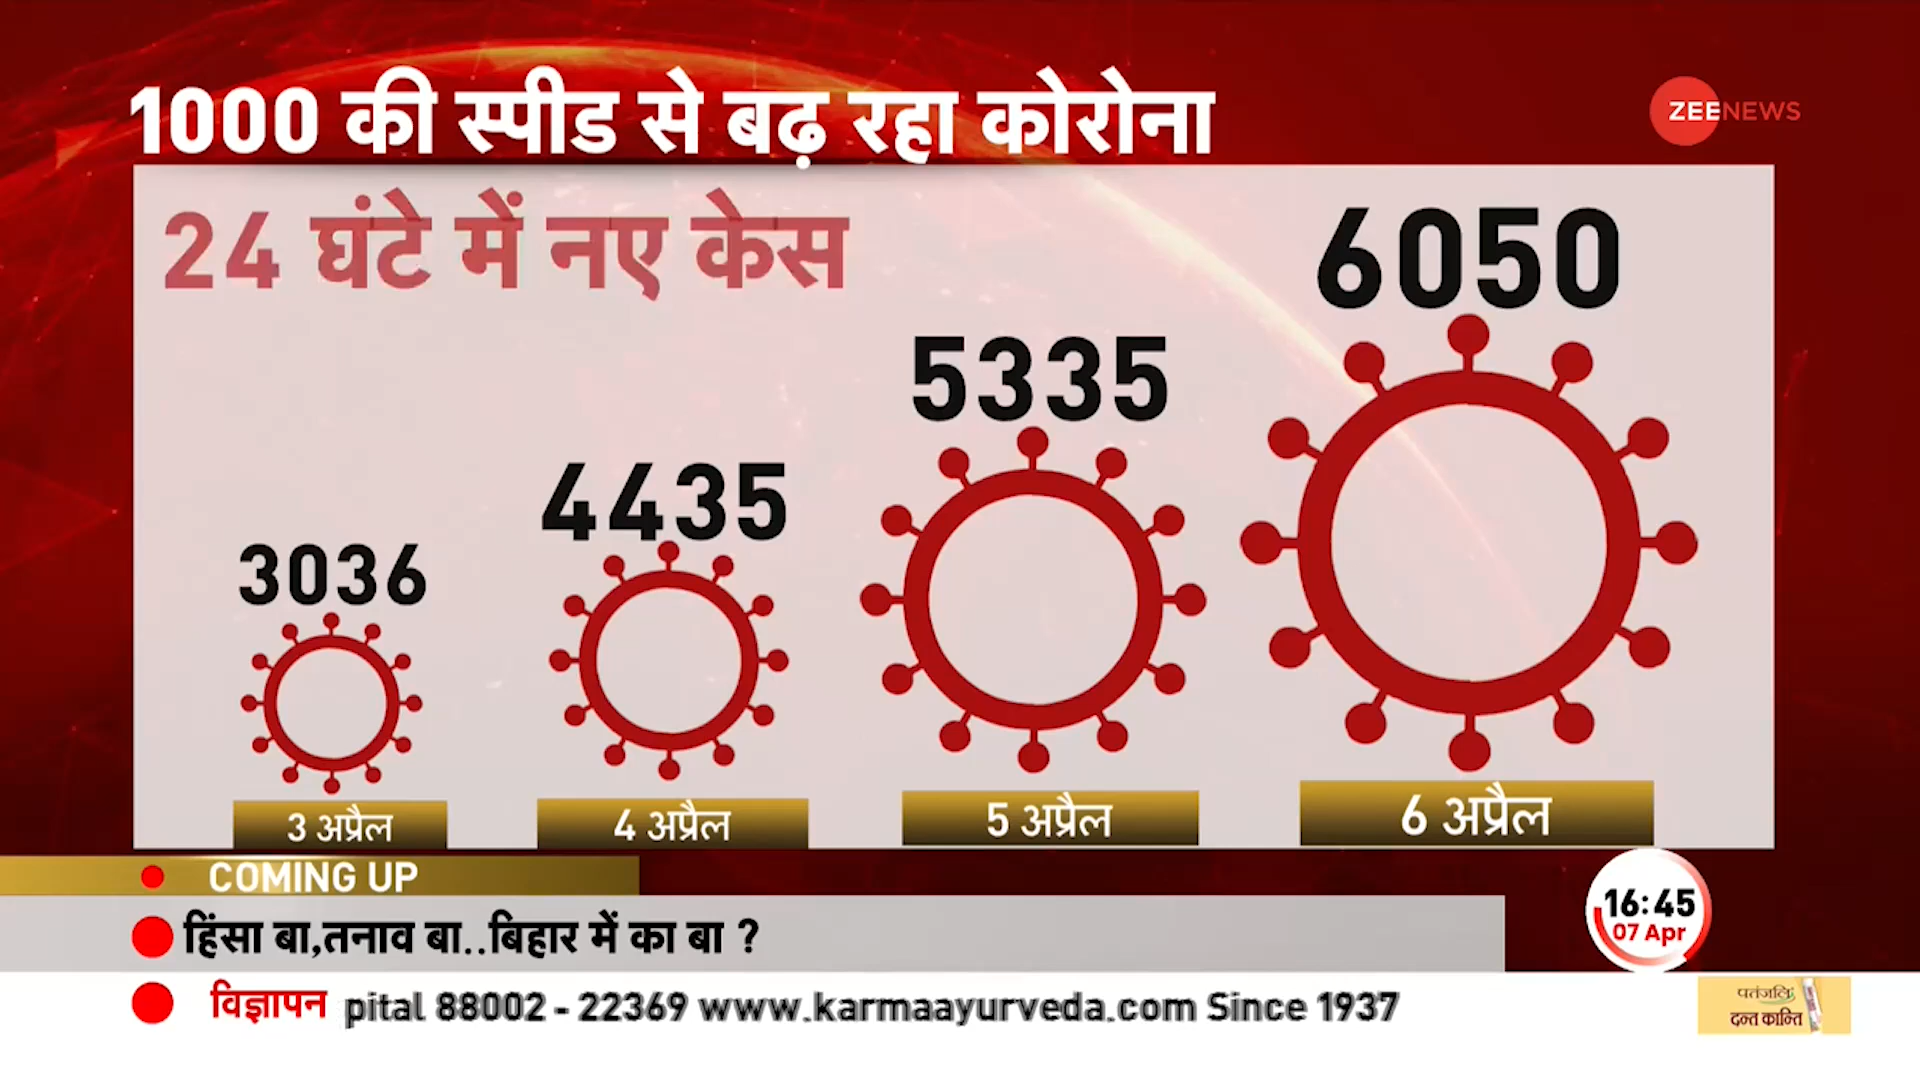 1000 की स्पीड से बढ़ रहा कोरोना
ZEENEWS
24 घंटे में नए केस
3036
4435
5335
6050
3 अप्रैल
4 अप्रैल
5 अप्रैल
6 अप्रैल
COMING UP
हिंसा बा,तनाव बा..बिहार में का बा ?
16:45
07 Apr
विज्ञापन pital 88002 - 22369 www.karmaayurveda.com Since 1937
पतंजलि
दन्त कान्ति